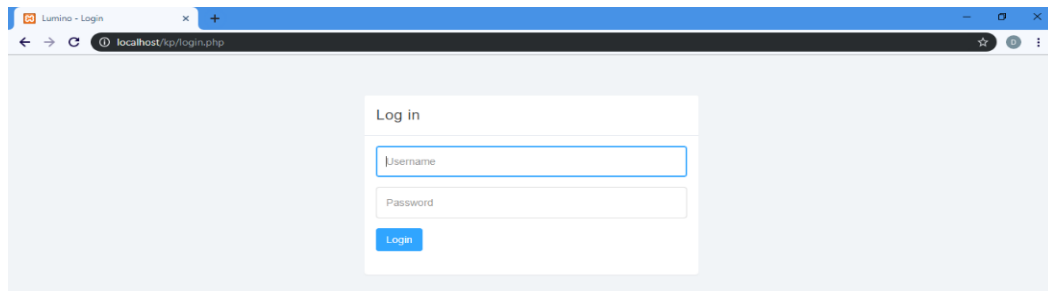 Lumino - Login
localhost/kp/login.php
D
Log in
Username
Password
Login